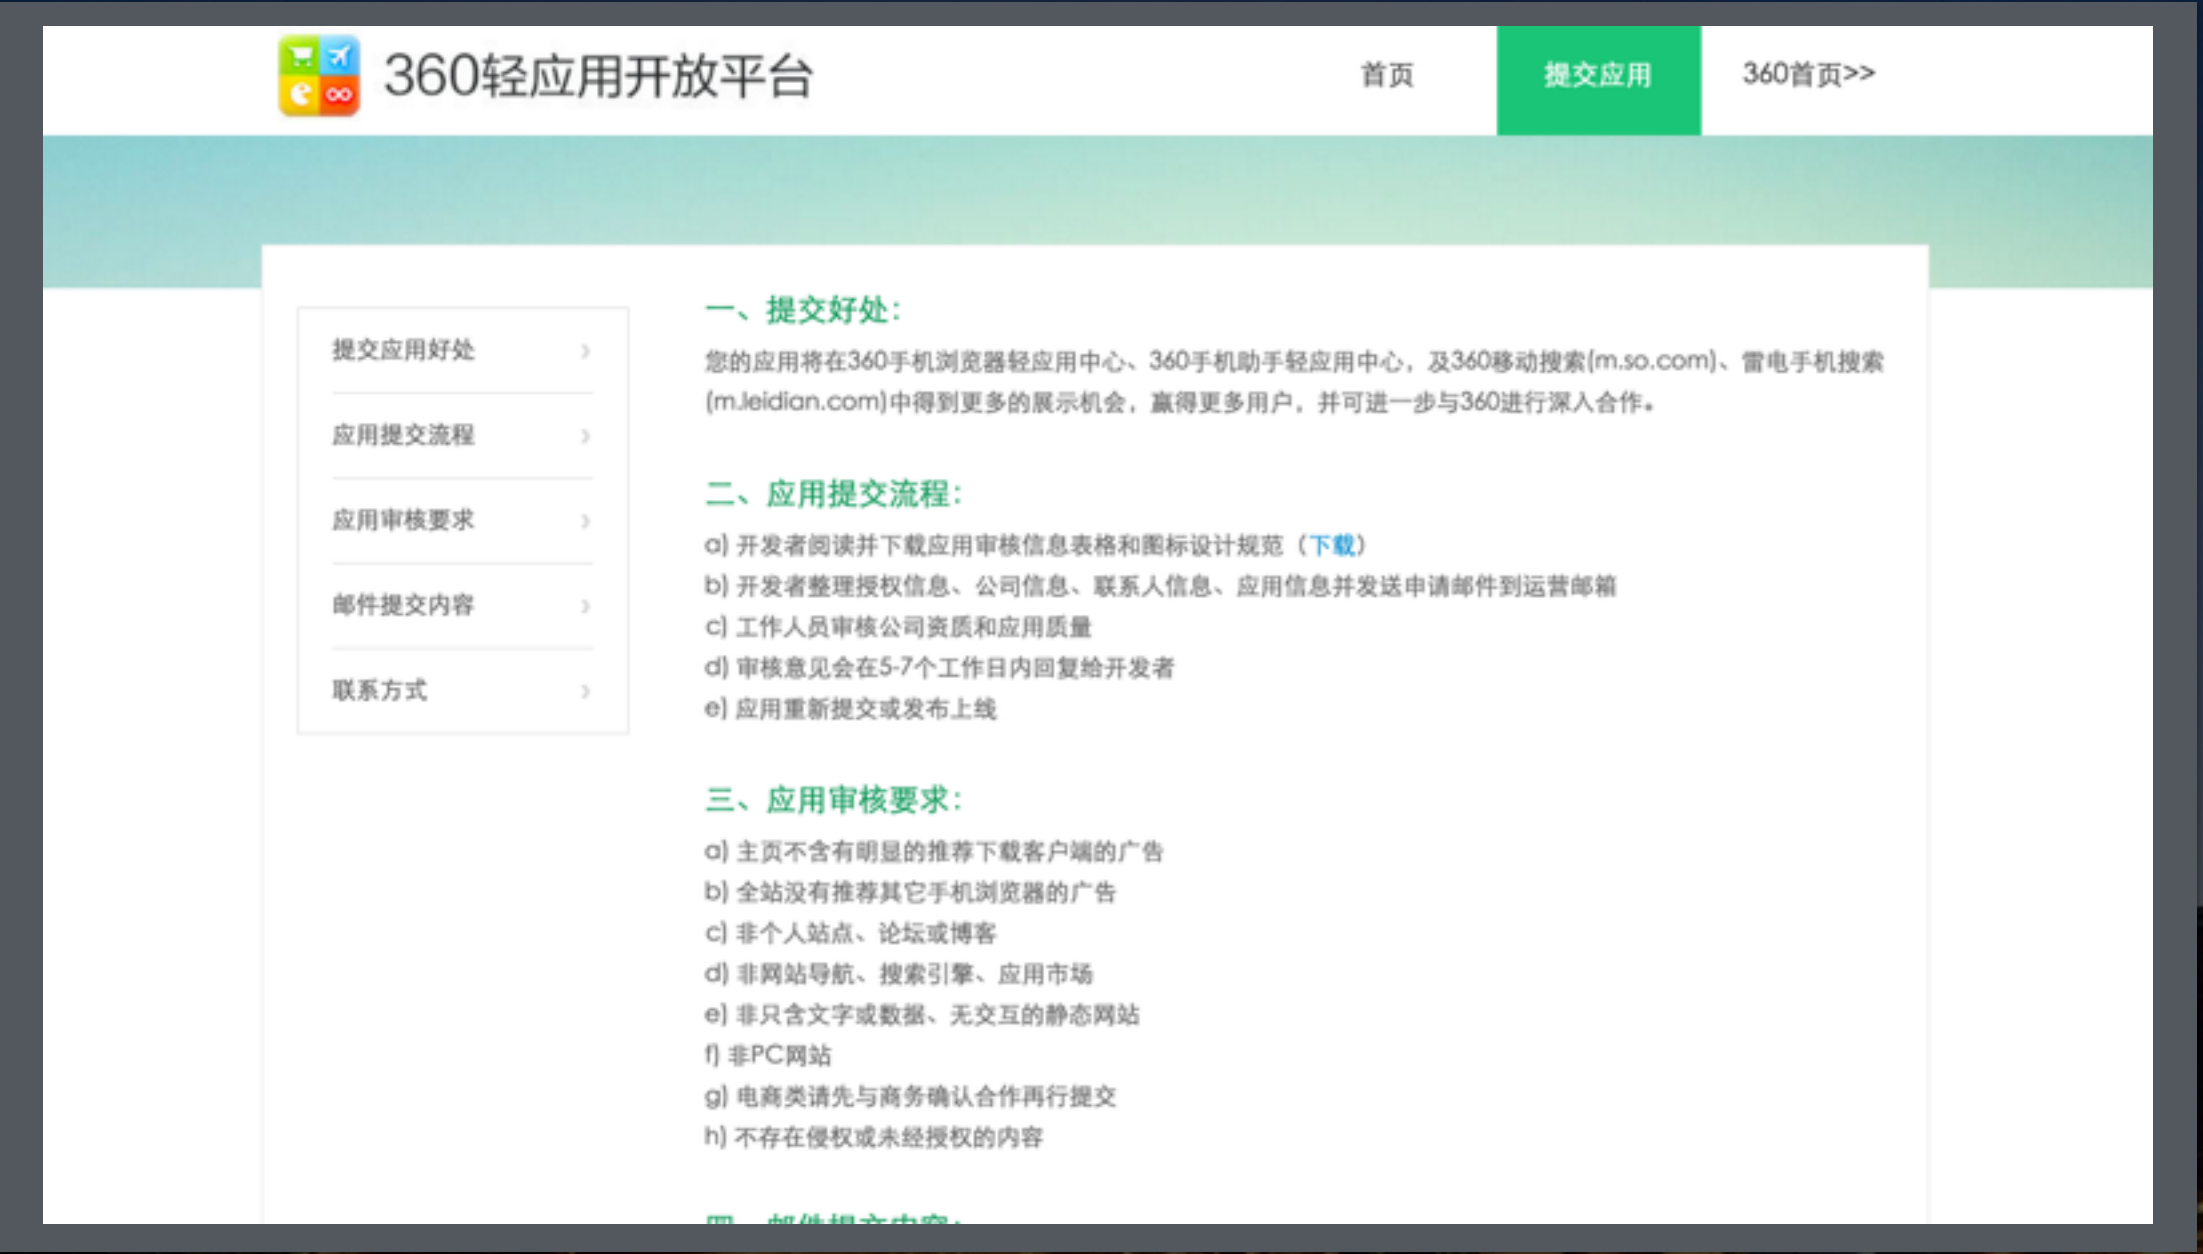 360轻应用开放平台
首页
提交应用
360首页>>
提交应用好处
应用提交流程
应用审核要求
邮件提交内容
联系方式
一、提交好处：
您的应用将在360手机浏览器轻应用中心、360手机助手轻应用中心，及360移动搜索(m.so.com)、雷电手机搜索
(m.leidian.com)中得到更多的展示机会，赢得更多用户，并可进一步与360进行深入合作。
二、应用提交流程：
a) 开发者阅读并下载应用审核信息表格和图标设计规范（下载）
b) 开发者整理授权信息、公司信息、联系人信息、应用信息并发送申请邮件到运营邮箱
c) 工作人员审核公司资质和应用质量
d) 审核意见会在5-7个工作日内回复给开发者
e) 应用重新提交或发布上线
三、应用审核要求：
a) 主页不含有明显的推荐下载客户端的广告
b) 全站没有推荐其它手机浏览器的广告
c) 非个人站点、论坛或博客
d) 非网站导航、搜索引擎、应用市场
e) 非只含文字或数据、无交互的静态网站
f) 非PC网站
g) 电商类请先与商务确认合作再行提交
h) 不存在侵权或未经授权的内容
四、邮件提交内容：